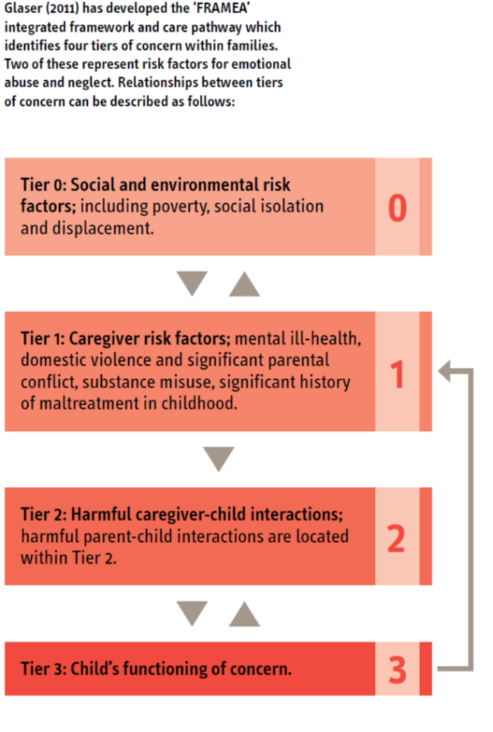 Glaser (2011) has developed the ‘FRAMEA’
integrated framework and care pathway which
identifies four tiers of concern within families.
Two of these represent risk factors for emotional
abuse and neglect. Relationships between tiers
of concern can be described as follows:
Tier 0: Social and environmental risk
factors; including poverty, social isolation
and displacement.
0
Tier 1: Caregiver risk factors; mental ill-health,
domestic violence and significant parental
conflict, substance misuse, significant history
of maltreatment in childhood.
1
Tier 2: Harmful caregiver-child interactions;
harmful parent-child interactions are located
within Tier 2.
2
Tier 3: Child’s functioning of concern.
3